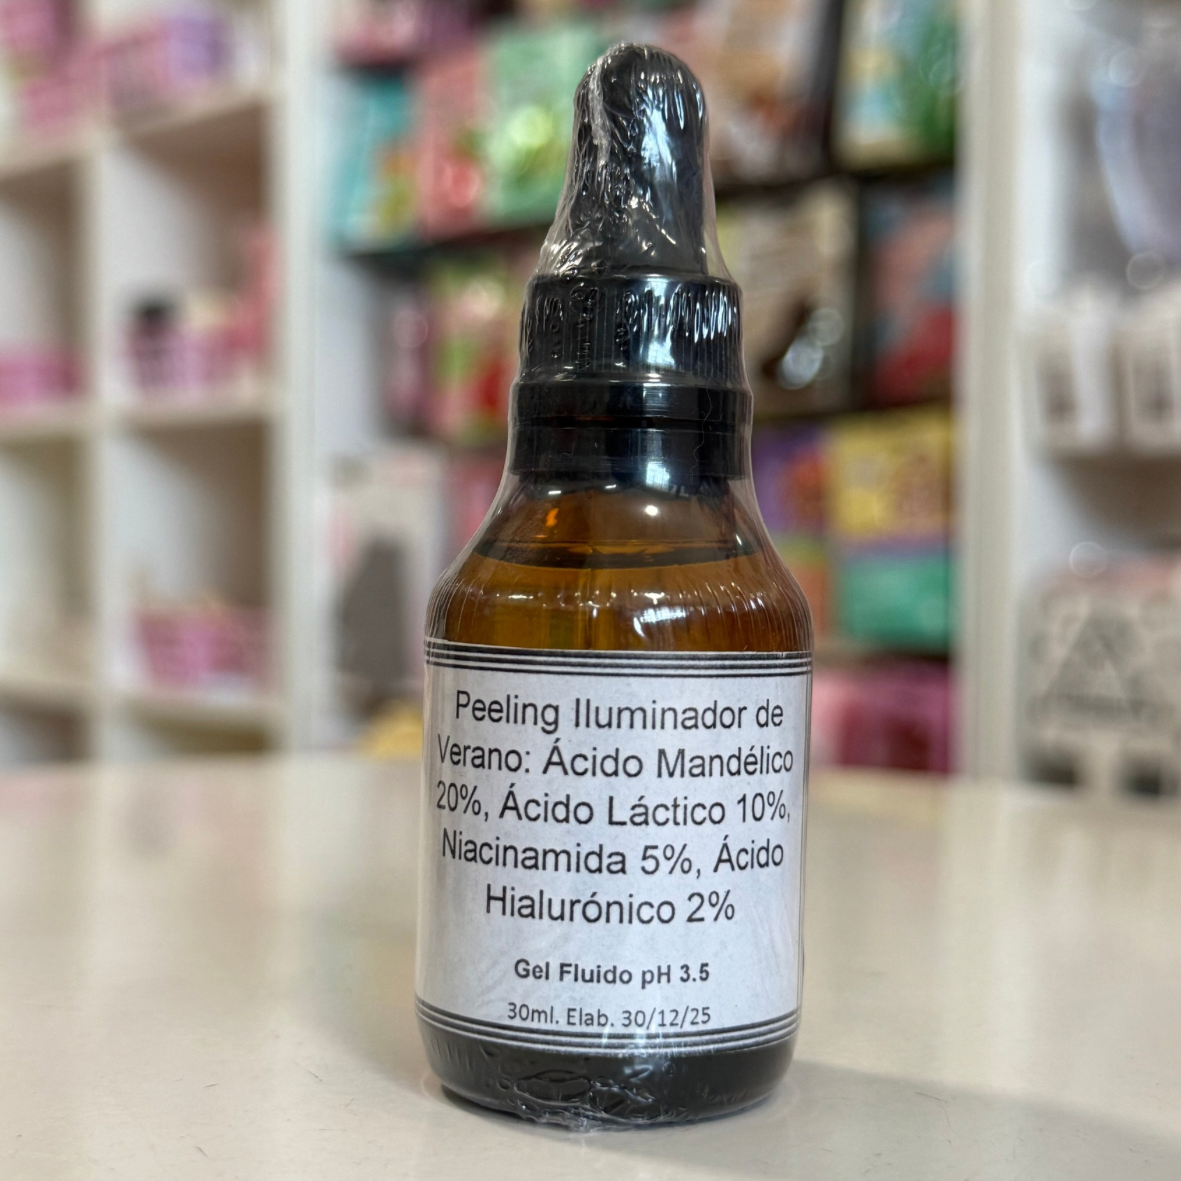 Peeling Iluminador de
Verano: Ácido Mandélico
20%, Ácido Láctico 10%,
Niacinamida 5%, Ácido
Hialurónico 2%
Gel Fluido pH 3.5
30ml. Elab. 30/12/25